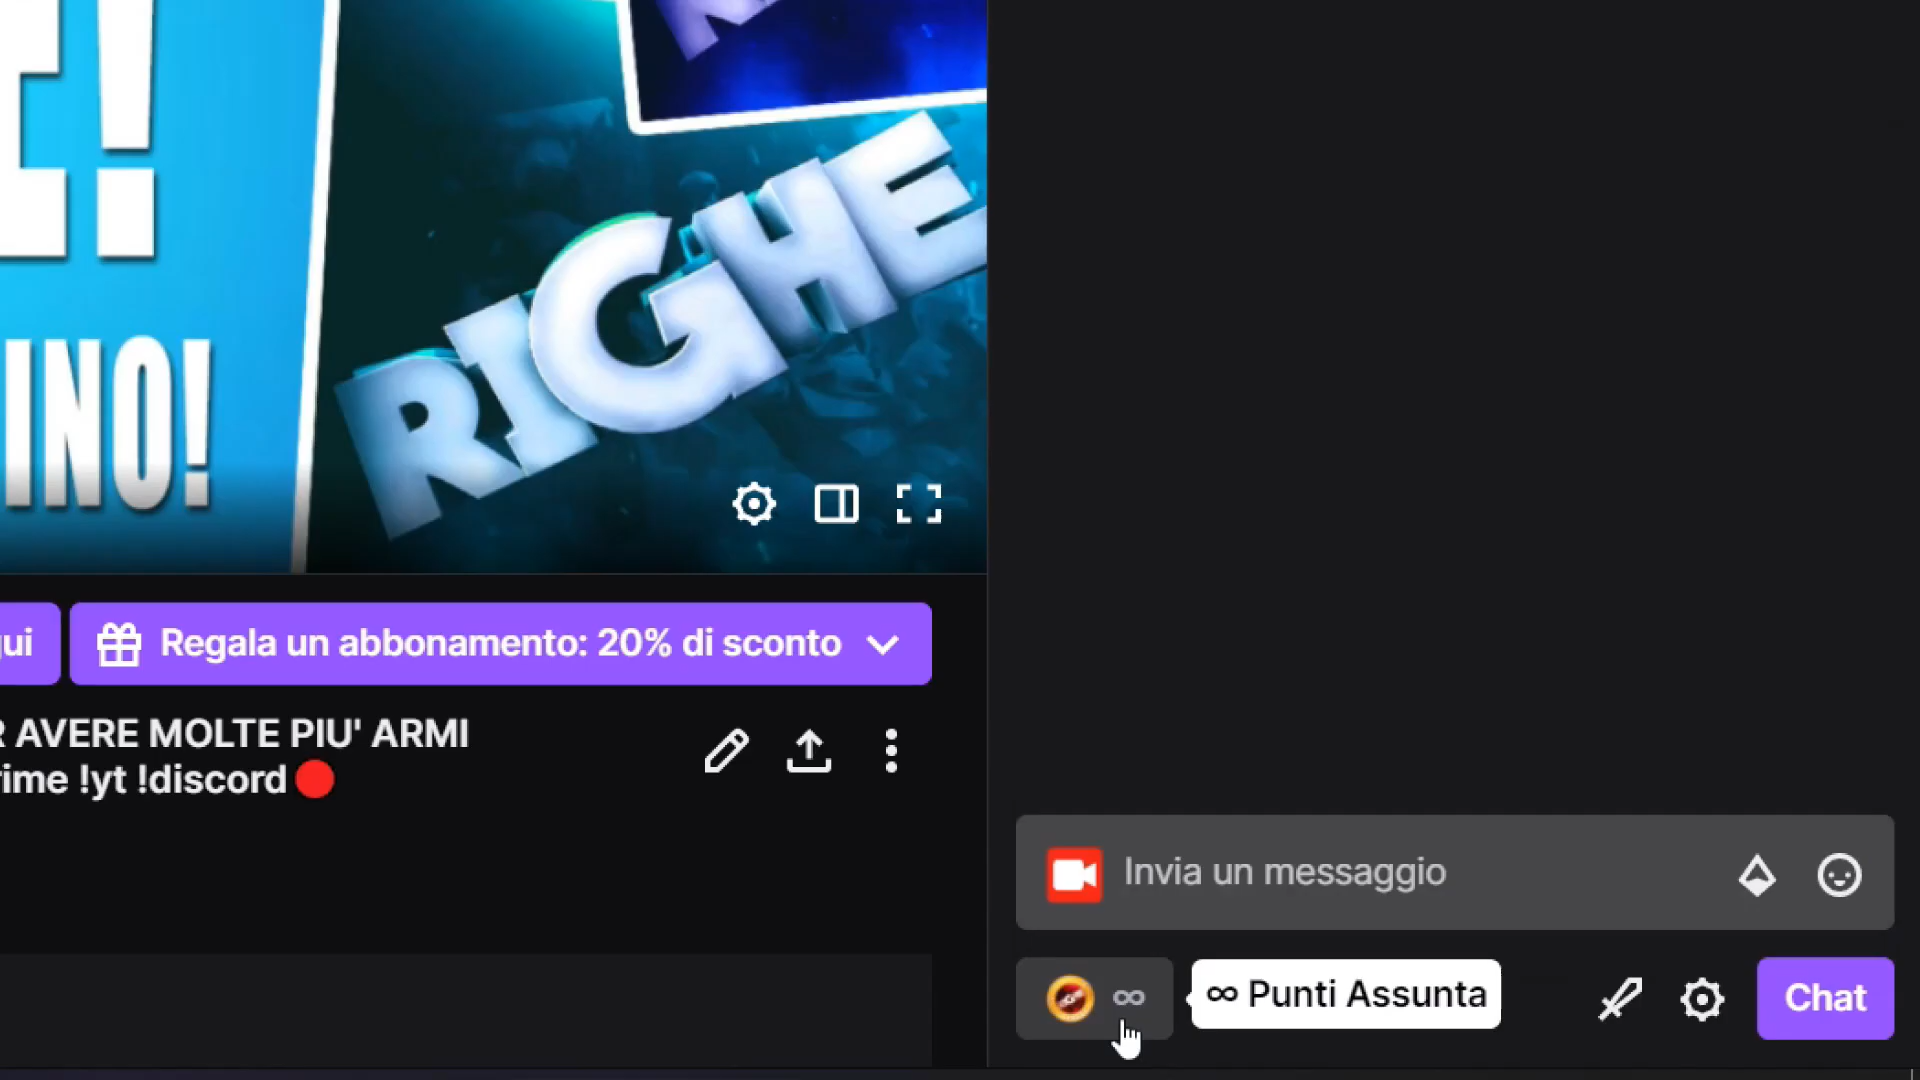 E!
INO!
RIGHE
Regala un abbonamento: 20% di sconto
AVERE MOLTE PIU' ARMI
!yt !discord
Invia un messaggio
∞
∞ Punti Assunta
Chat